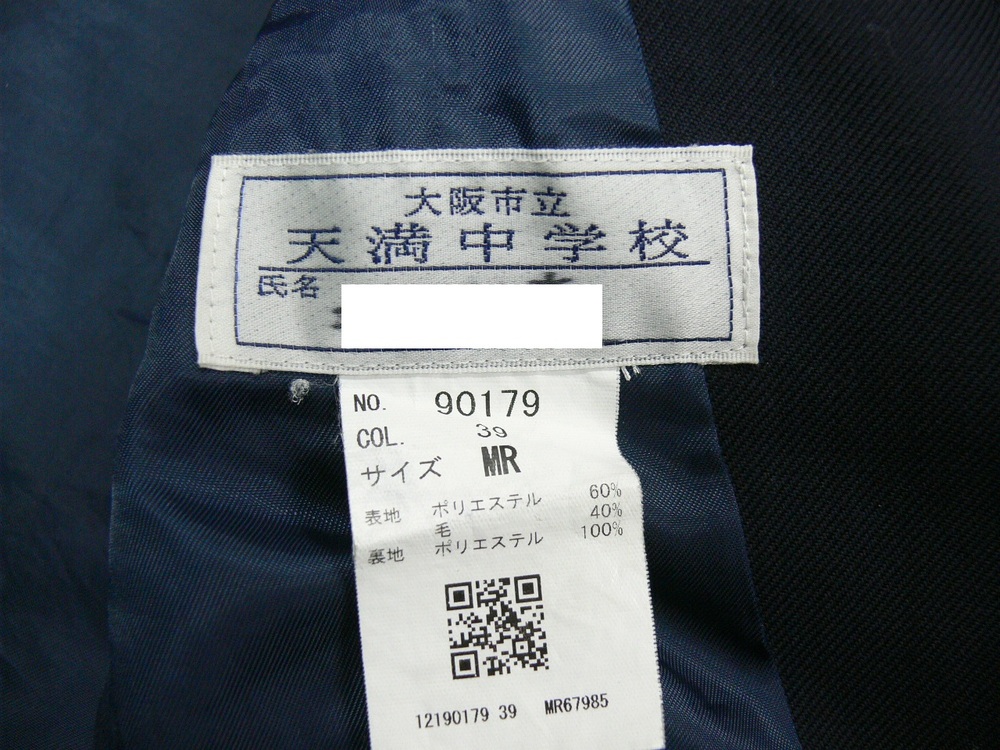 大阪市立
天満中学校
氏名
NO. 90179
COL. 39
サイズ MR
表地 ポリエステル 60%
毛 40%
裏地 ポリエステル 100%
12190179 39 MR67985